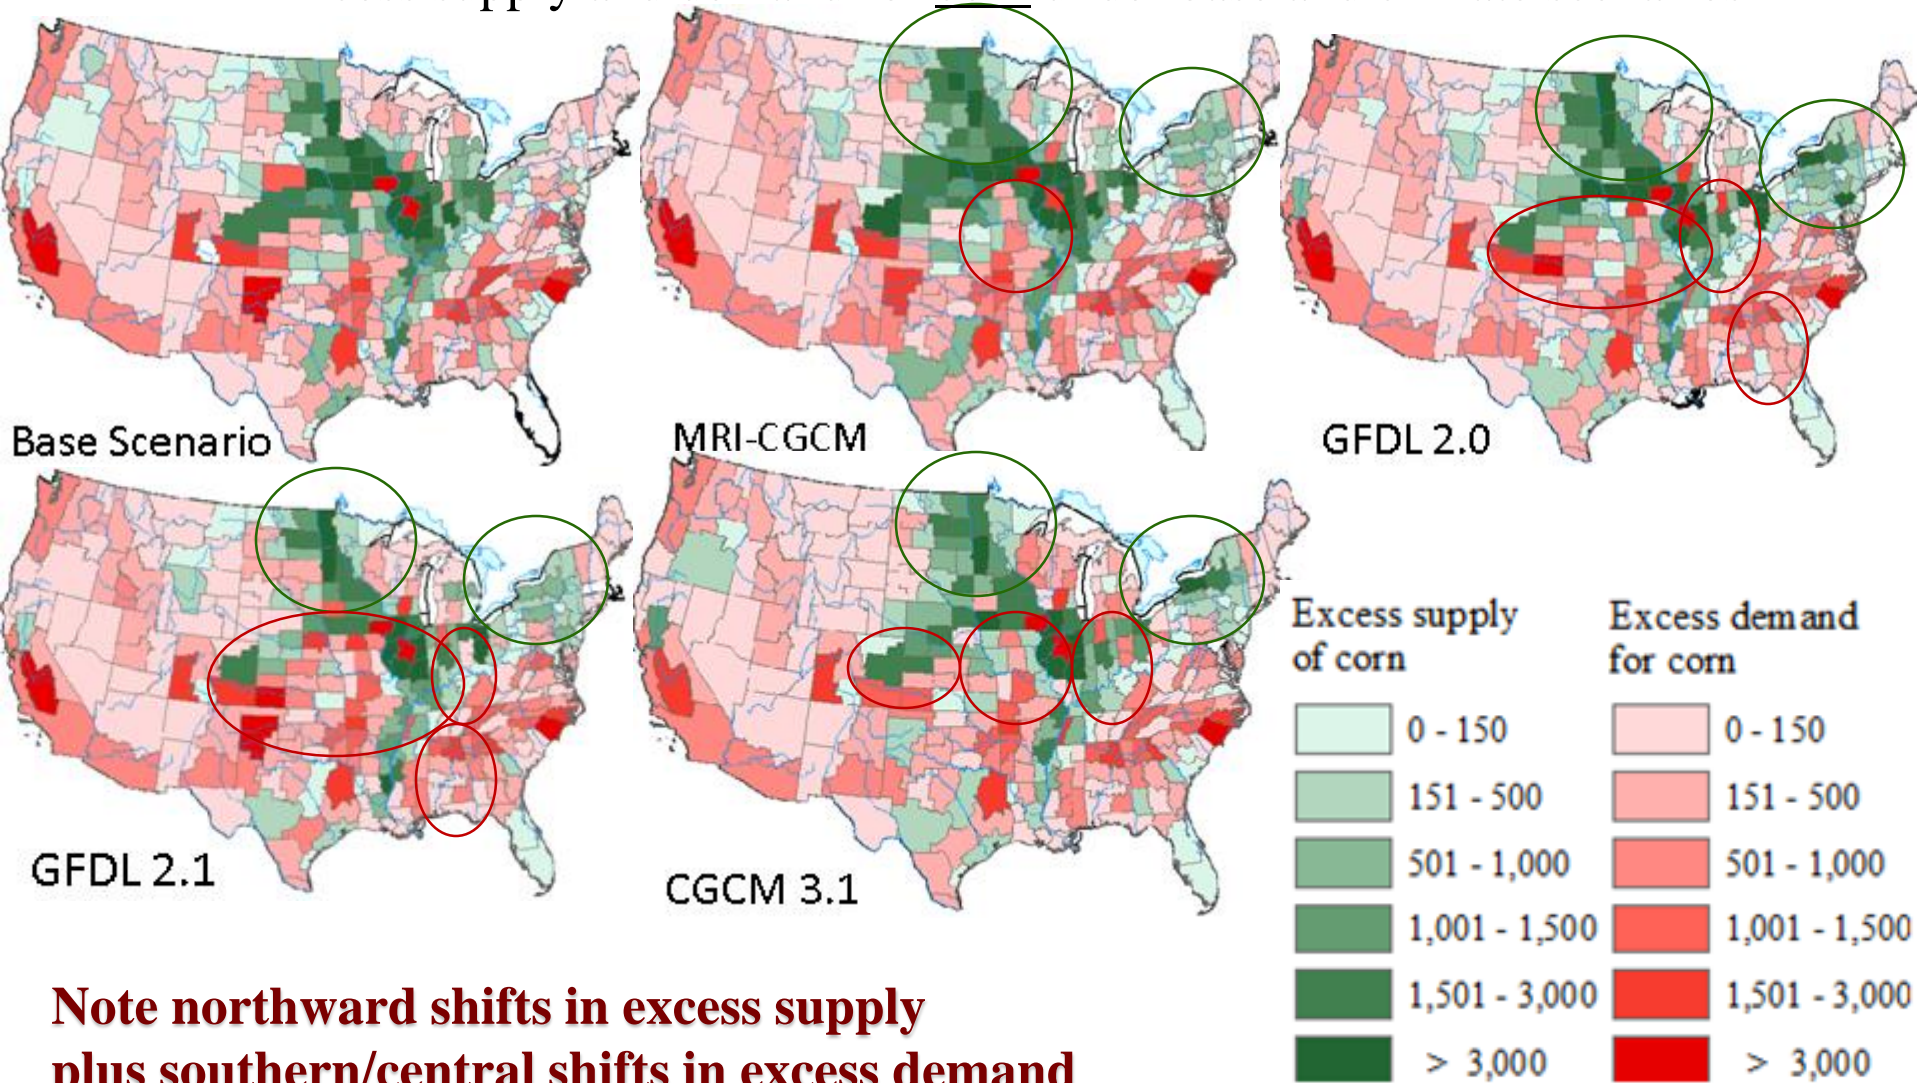 Base Scenario
MRI-CGCM
GFDL 2.0
GFDL 2.1
CGCM 3.1
Excess supply
of corn
0 - 150
151 - 500
501 - 1,000
1,001 - 1,500
1,501 - 3,000
> 3,000
Excess demand
for corn
0 - 150
151 - 500
501 - 1,000
1,001 - 1,500
1,501 - 3,000
> 3,000
Note northward shifts in excess supply
plus southern/central shifts in excess demand